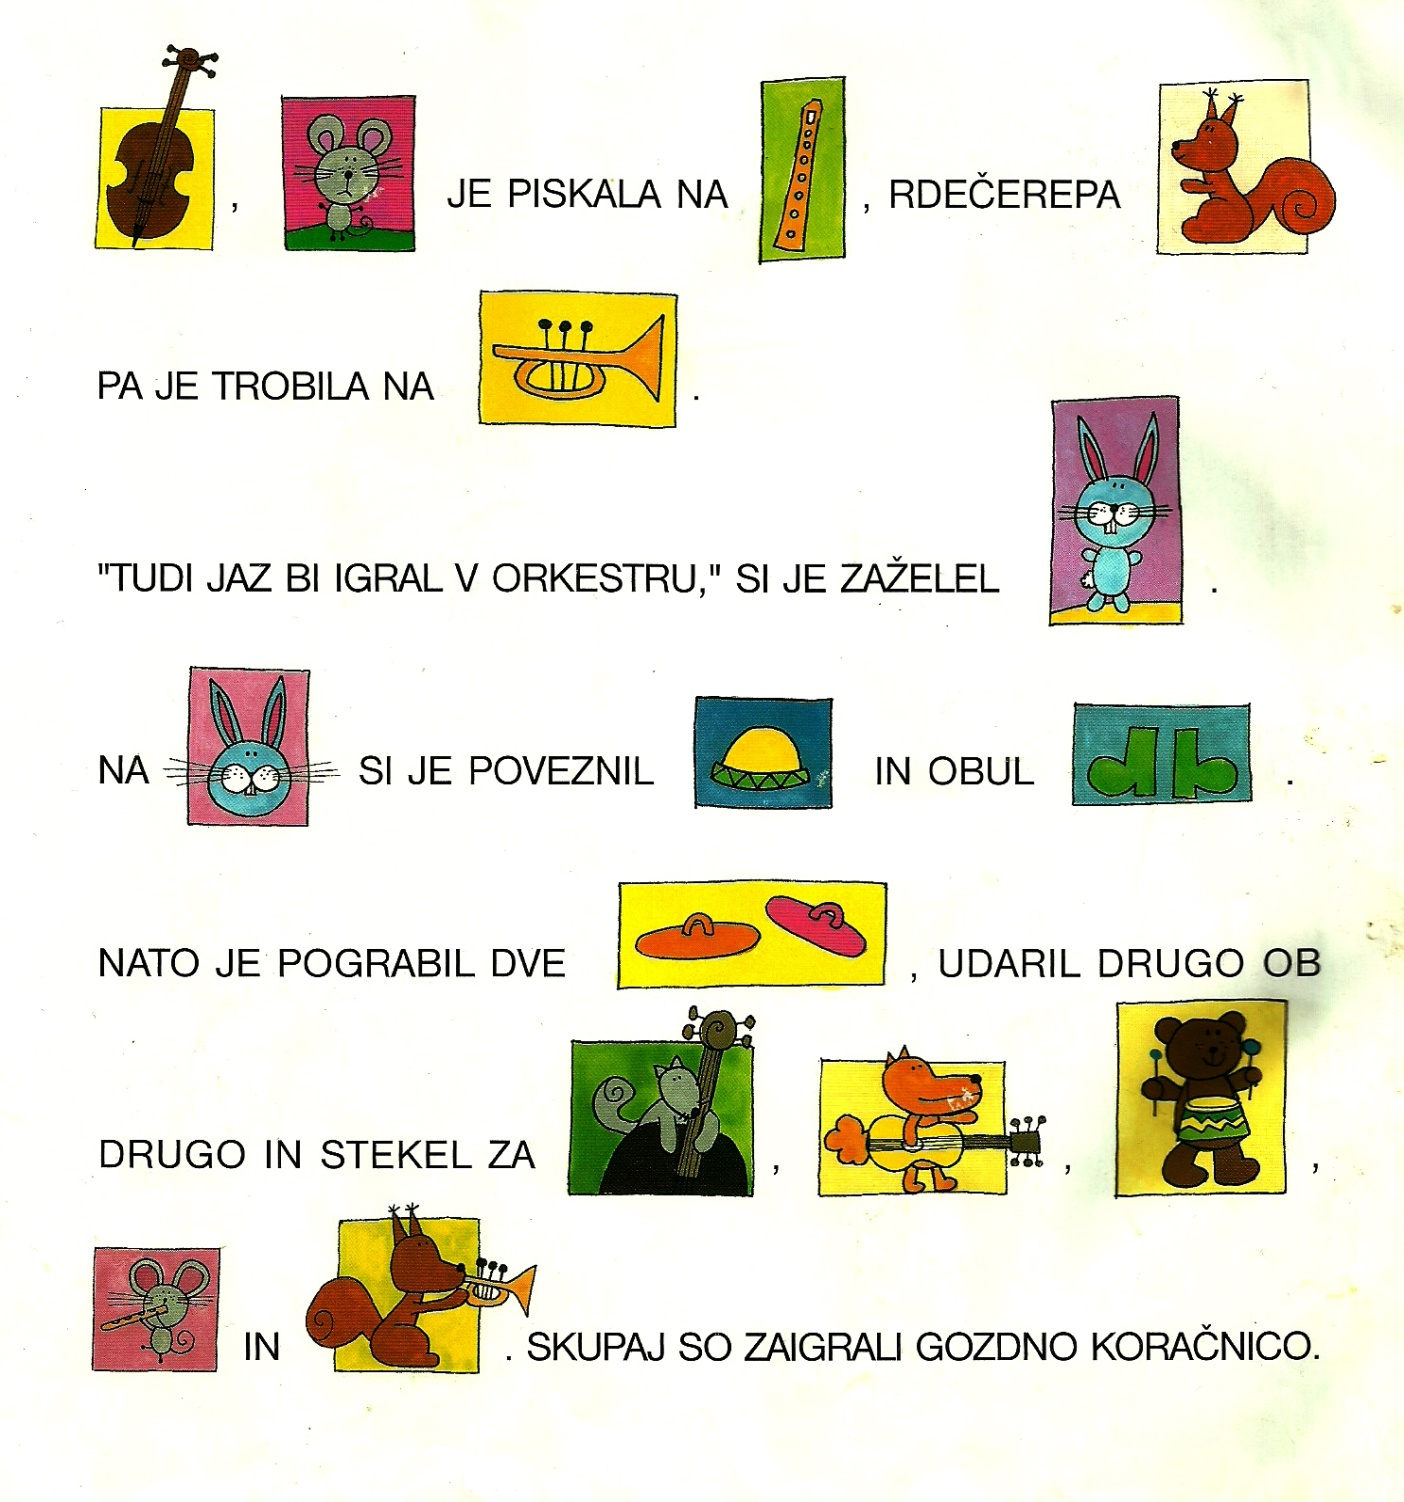 , JE PISKALA NA , RDEČEREPA
PA JE TROBILA NA .
"TUDI JAZ BI IGRAL V ORKESTRU," SI JE ZAŽELEL .
NA SI JE POVEZNIL IN OBUL .
NATO JE POGRABIL DVE , UDARIL DRUGO OB
DRUGO IN STEKEL ZA , , ,
IN . SKUPAJ SO ZAIGRALI GOZDNO KORAČNICO.